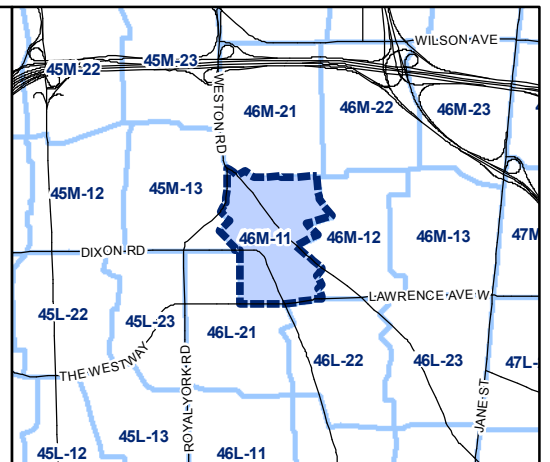 WILSON AVE
45M-22
45M-23
WESTON RD
46M-21
46M-22
46M-23
45M-12
45M-13
46M-11
46M-12
46M-13
47M
DIXON RD
LAWRENCE AVE W
45L-22
45L-23
46L-21
46L-22
46L-23
47L-
THE WESTWAY
ROYAL YORK RD
JANE ST
45L-12
45L-13
46L-11